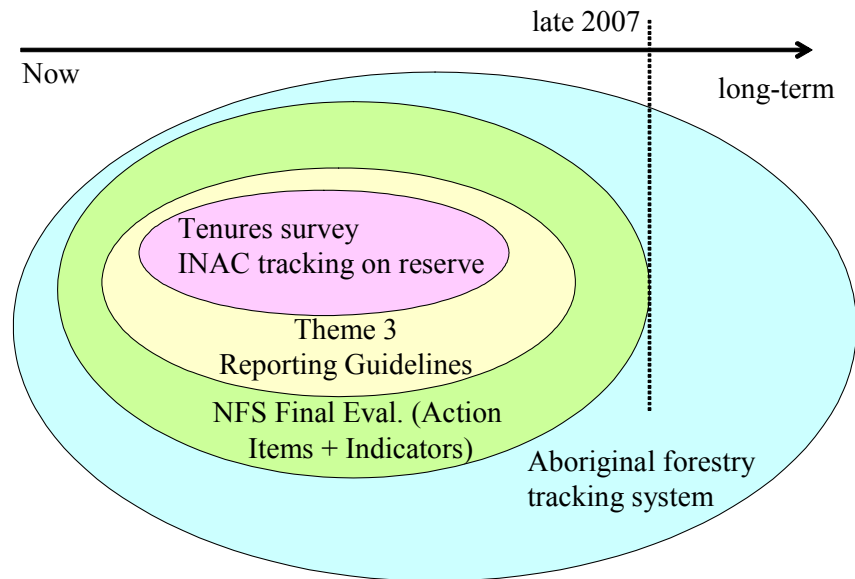 late 2007
Now
long-term
Tenures survey
INAC tracking on reserve
Theme 3
Reporting Guidelines
NFS Final Eval. (Action
Items + Indicators)
Aboriginal forestry
tracking system